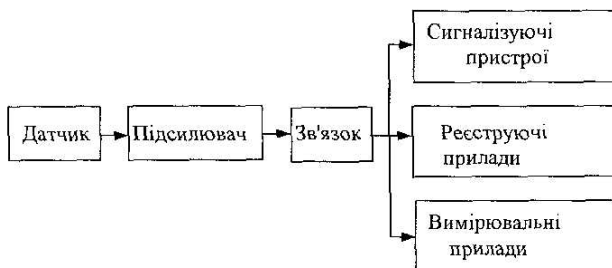 Сигналізуючі
пристрої
Датчик
Підсилювач
Зв'язок
Реєструючі
прилади
Вимірювальні
прилади